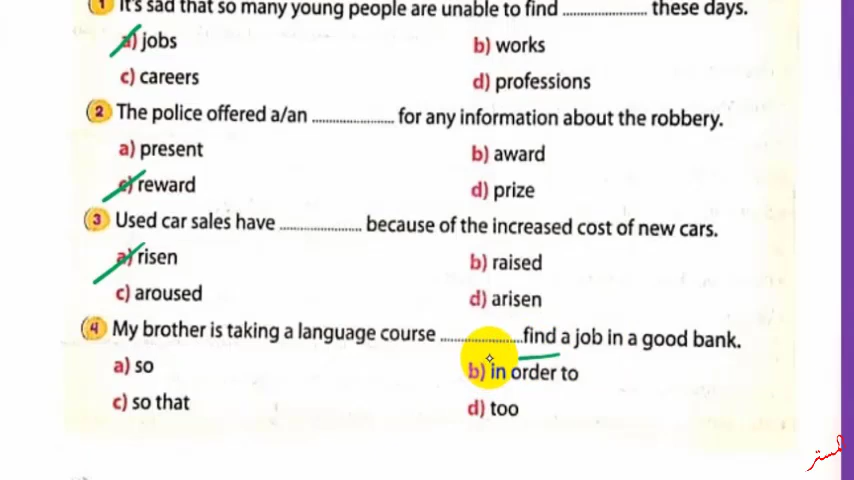 1 It's sad that so many young people are unable to find .................... these days.
a) jobs
b) works
c) careers
d) professions
2 The police offered a/an .................... for any information about the robbery.
a) present
b) award
c) reward
d) prize
3 Used car sales have .................... because of the increased cost of new cars.
a) risen
b) raised
c) aroused
d) arisen
4 My brother is taking a language course .................... find a job in a good bank.
a) so
b) in order to
c) so that
d) too
المستر